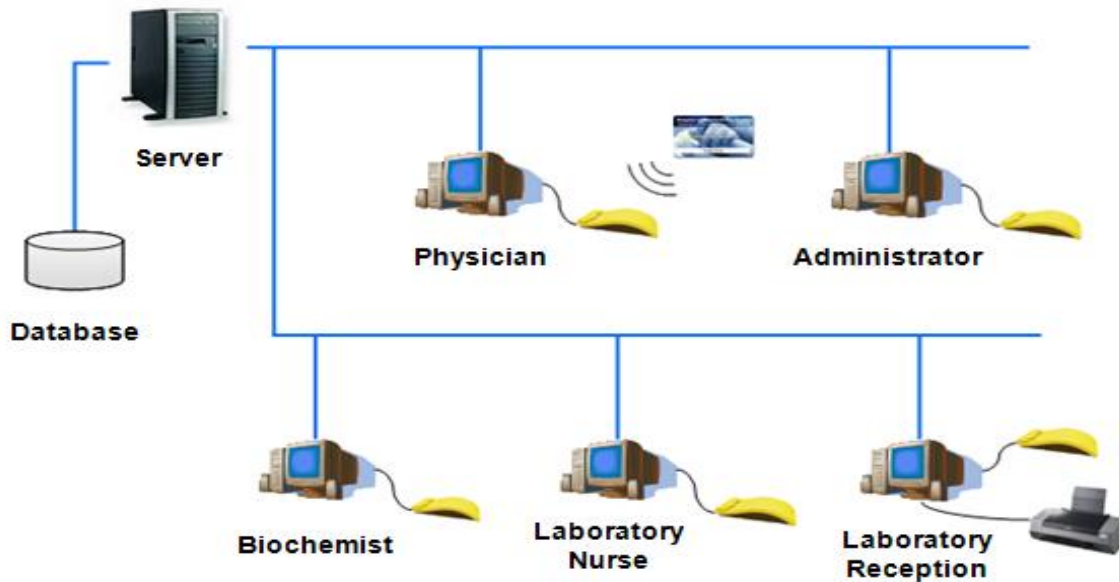 Server
Physician
Administrator
Database
Biochemist
Laboratory
Nurse
Laboratory
Reception